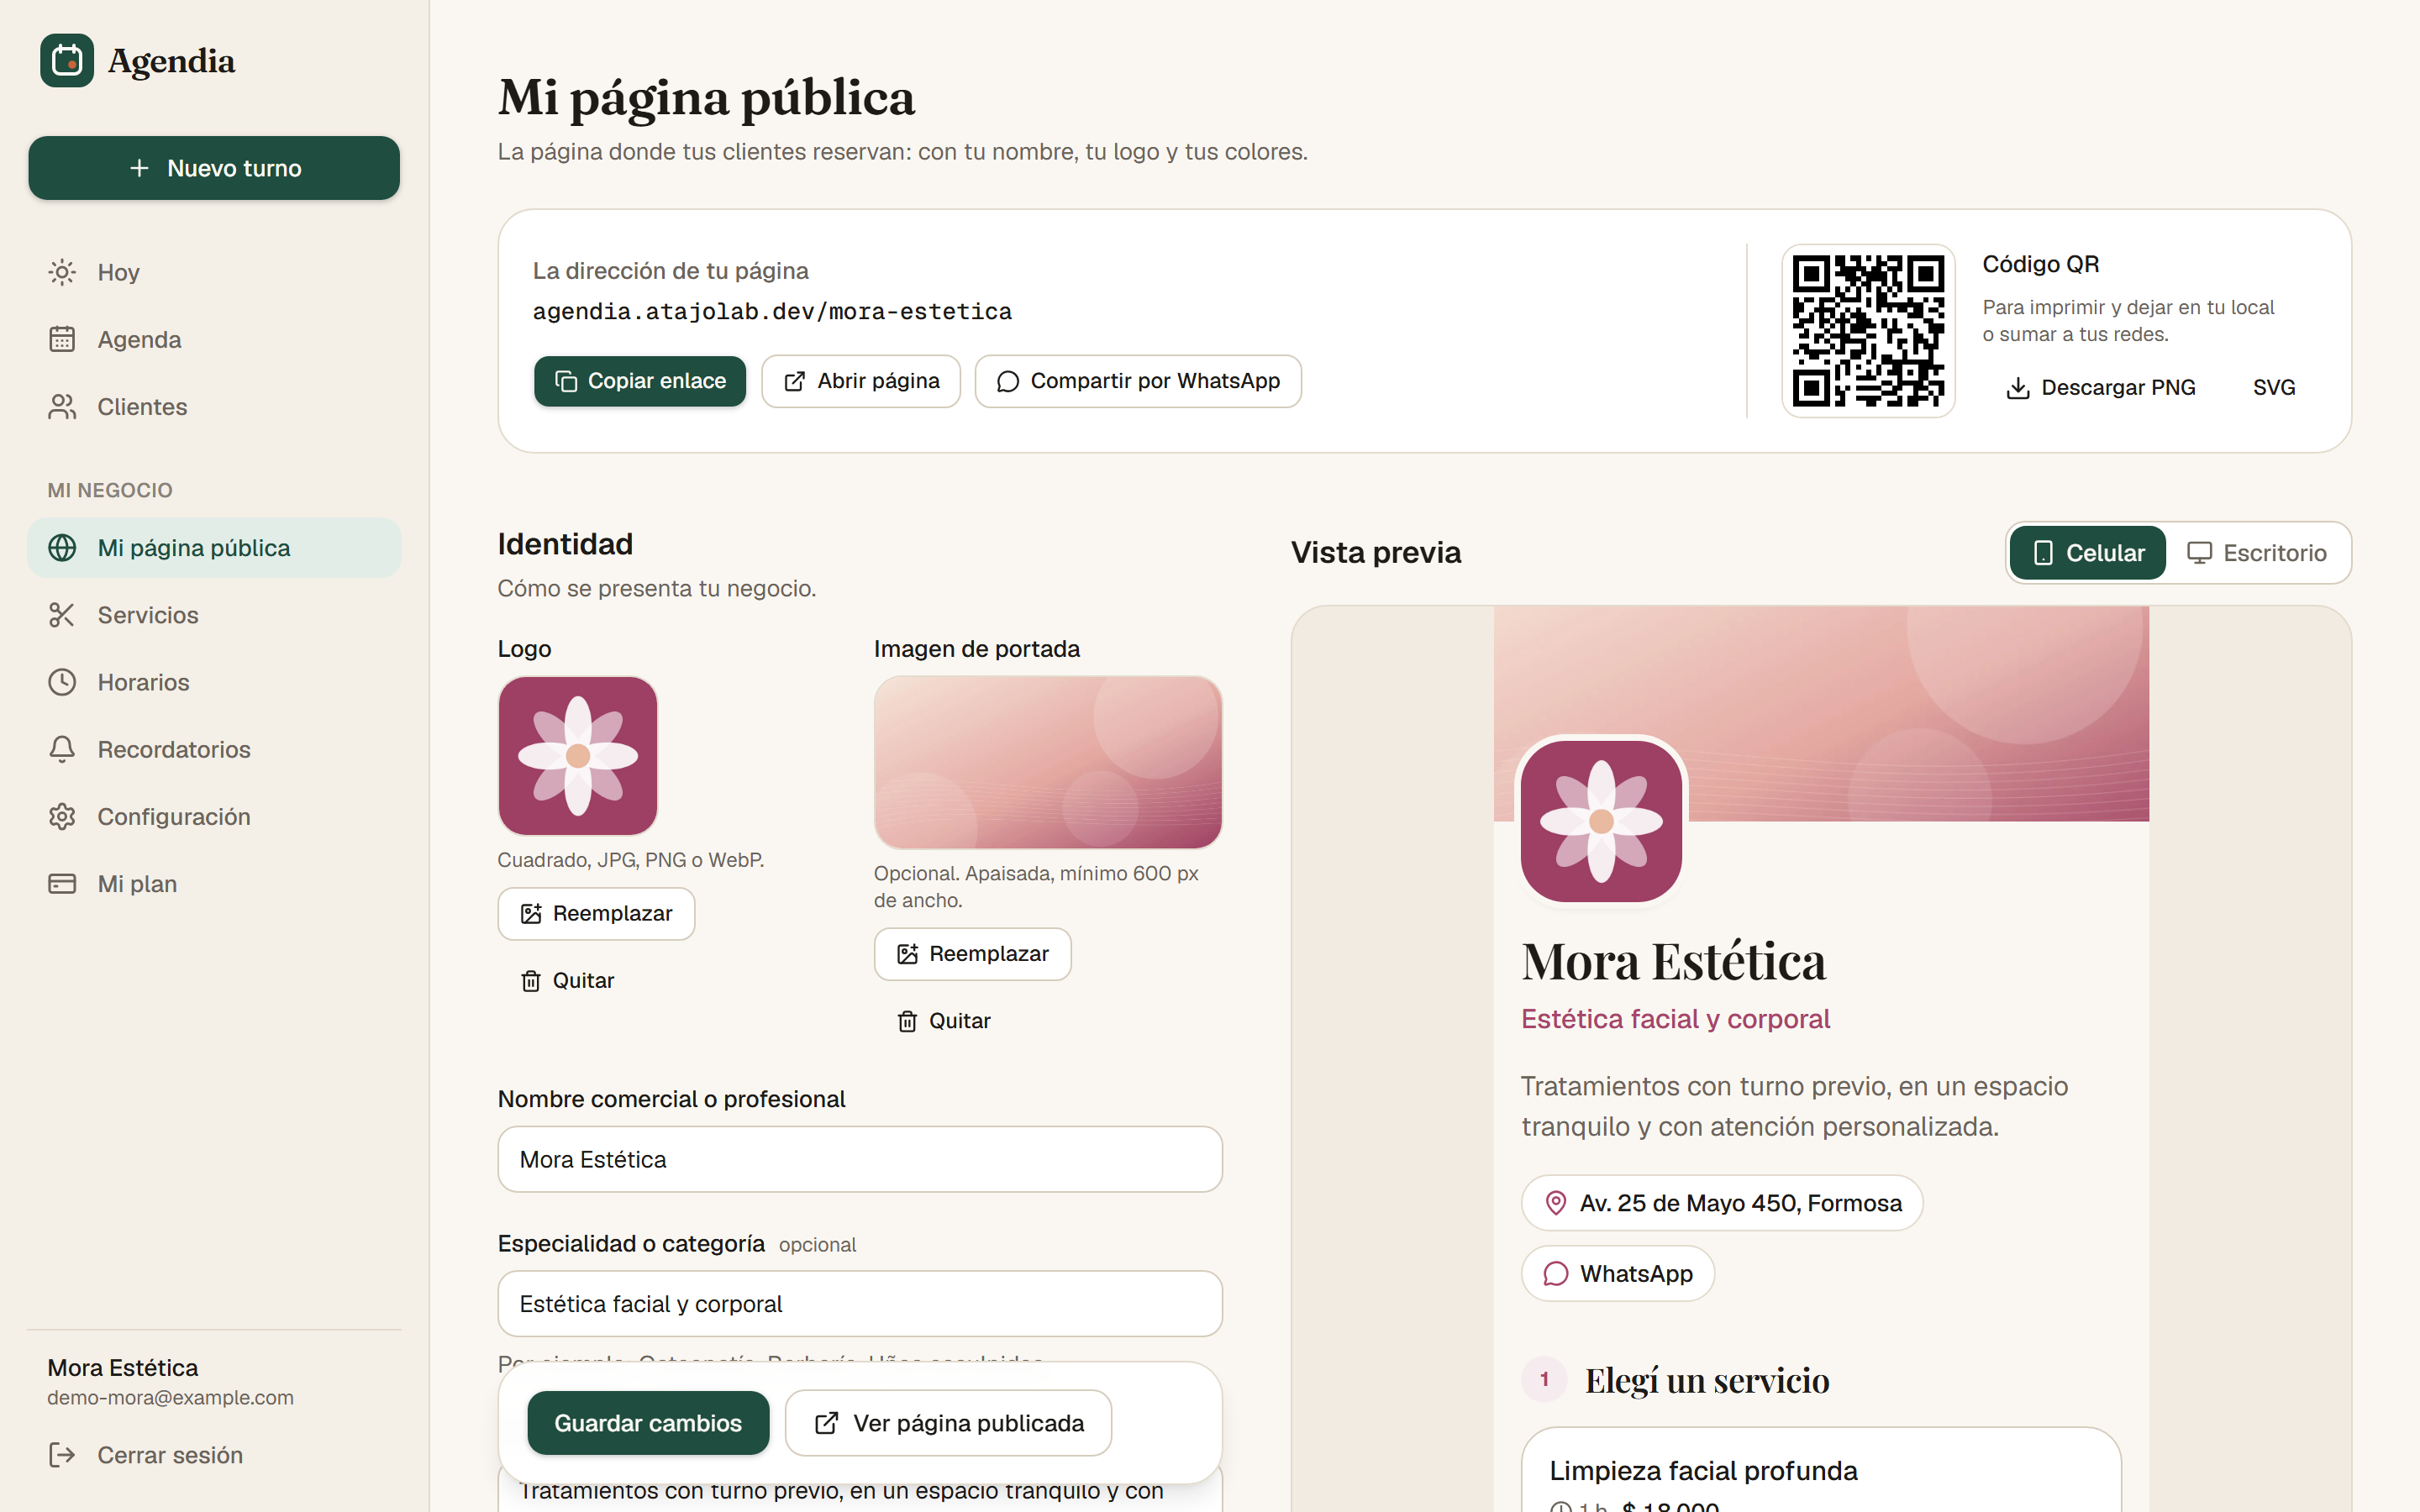 Agendia
Nuevo turno
Hoy
Agenda
Clientes
MI NEGOCIO
Mi página pública
Servicios
Horarios
Recordatorios
Configuración
Mi plan
Mora Estética
demo-mora@example.com
Cerrar sesión
Mi página pública
La página donde tus clientes reservan: con tu nombre, tu logo y tus colores.
La dirección de tu página
agendia.atajolab.dev/mora-estetica
Copiar enlace
Abrir página
Compartir por WhatsApp
Código QR
Para imprimir y dejar en tu local
o sumar a tus redes.
Descargar PNG
SVG
Identidad
Cómo se presenta tu negocio.
Logo
Cuadrado, JPG, PNG o WebP.
Reemplazar
Quitar
Imagen de portada
Opcional. Apaisada, mínimo 600 px
de ancho.
Reemplazar
Quitar
Nombre comercial o profesional
Mora Estética
Especialidad o categoría opcional
Estética facial y corporal
Guardar cambios
Ver página publicada
Tratamientos con turno previo, en un espacio tranquilo y con
Vista previa
Celular
Escritorio
Mora Estética
Estética facial y corporal
Tratamientos con turno previo, en un espacio
tranquilo y con atención personalizada.
Av. 25 de Mayo 450, Formosa
WhatsApp
1 Elegí un servicio
Limpieza facial profunda
1 h $ 18.000